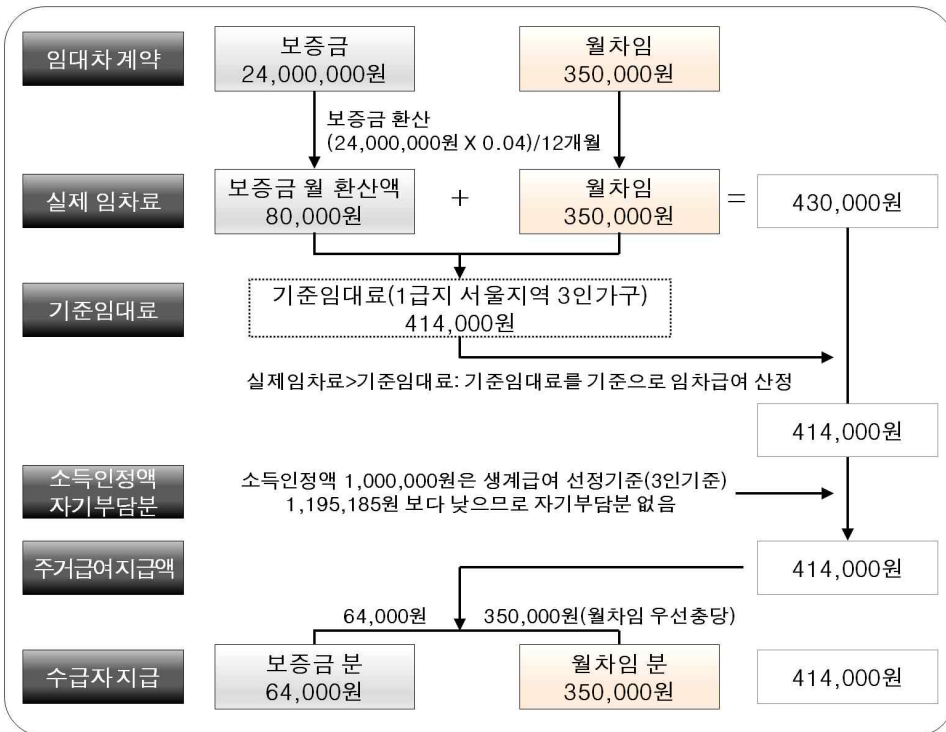 임대차 계약
보증금
24,000,000원
월차임
350,000원
보증금 환산
(24,000,000원 X 0.04)/12개월
실제 임차료
보증금 월 환산액
80,000원
+
월차임
350,000원
=
430,000원
기준임대료
기준임대료(1급지 서울지역 3인가구)
414,000원
실제임차료>기준임대료: 기준임대료를 기준으로 임차급여 산정
414,000원
소득인정액
자기부담분
소득인정액 1,000,000원은 생계급여 선정기준(3인기준)
1,195,185원 보다 낮으므로 자기부담분 없음
주거급여지급액
414,000원
64,000원
350,000원(월차임 우선충당)
수급자 지급
보증금 분
64,000원
월차임 분
350,000원
414,000원